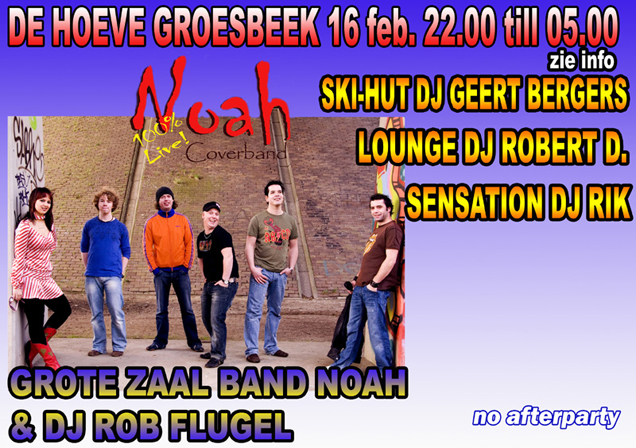 DE HOEVE GROESBEEK 16 feb. 22.00 till 05.00
zie info
Noah
100% Live!
Coverband
SKI-HUT DJ GEERT BERGERS
LOUNGE DJ ROBERT D.
SENSATION DJ RIK
GROTE ZAAL BAND NOAH
& DJ ROB FLUGEL
no afterparty